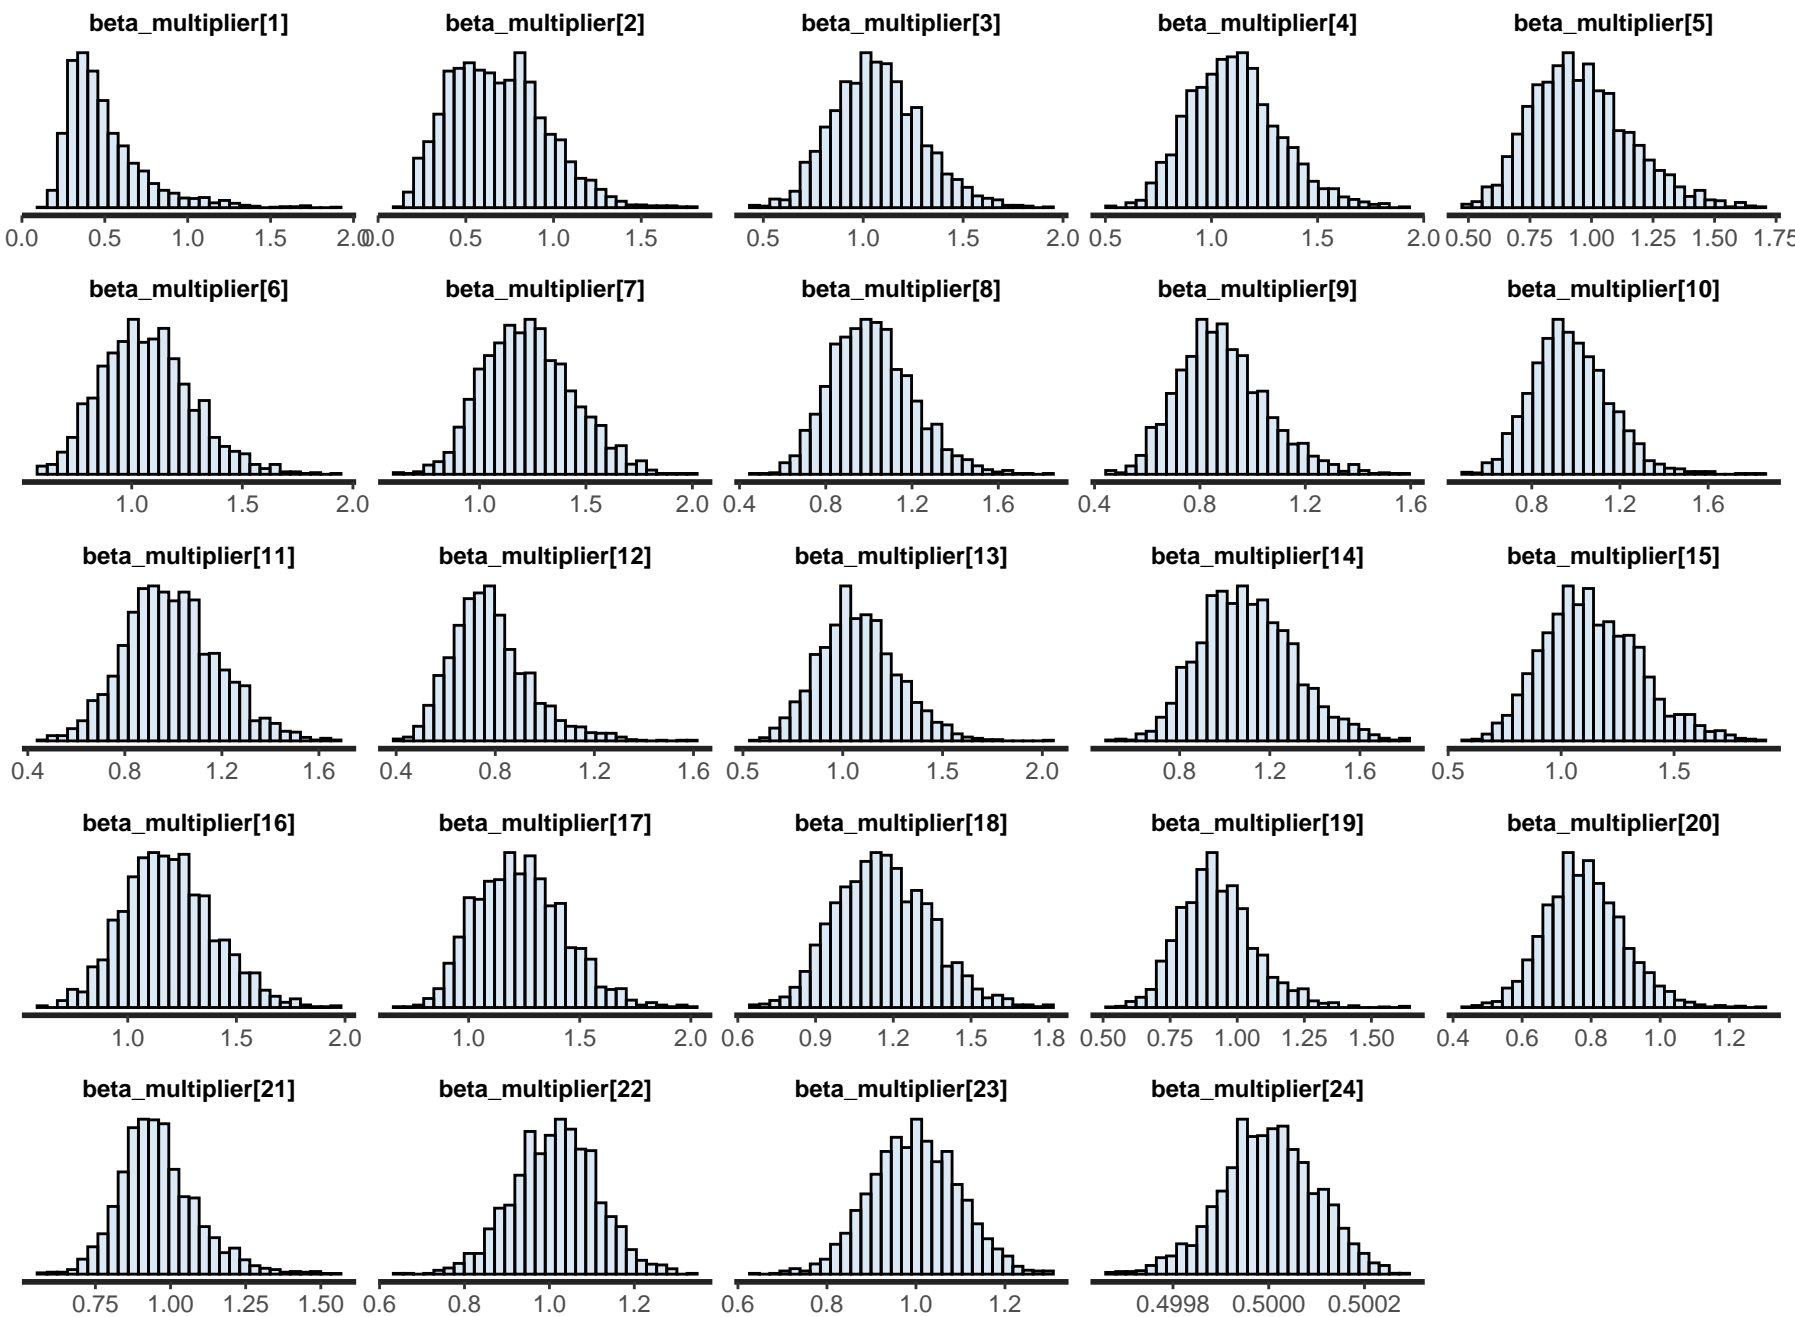 beta_multiplier[1] beta_multiplier[2] beta_multiplier[3] beta_multiplier[4] beta_multiplier[5]
0.0 0.5 1.0 1.5 2.0 0.0 0.5 1.0 1.5 0.5 1.0 1.5 2.0 0.5 1.0 1.5 2.0 0.50 0.75 1.00 1.25 1.50 1.75
beta_multiplier[6] beta_multiplier[7] beta_multiplier[8] beta_multiplier[9] beta_multiplier[10]
1.0 1.5 2.0 1.0 1.5 2.0 0.4 0.8 1.2 1.6 0.4 0.8 1.2 1.6 0.8 1.2 1.6
beta_multiplier[11] beta_multiplier[12] beta_multiplier[13] beta_multiplier[14] beta_multiplier[15]
0.4 0.8 1.2 1.6 0.4 0.8 1.2 1.6 0.5 1.0 1.5 2.0 0.8 1.2 1.6 0.5 1.0 1.5
beta_multiplier[16] beta_multiplier[17] beta_multiplier[18] beta_multiplier[19] beta_multiplier[20]
1.0 1.5 2.0 1.0 1.5 2.0 0.6 0.9 1.2 1.5 1.8 0.50 0.75 1.00 1.25 1.50 0.4 0.6 0.8 1.0 1.2
beta_multiplier[21] beta_multiplier[22] beta_multiplier[23] beta_multiplier[24]
0.75 1.00 1.25 1.50 0.6 0.8 1.0 1.2 0.6 0.8 1.0 1.2 0.4998 0.5000 0.5002